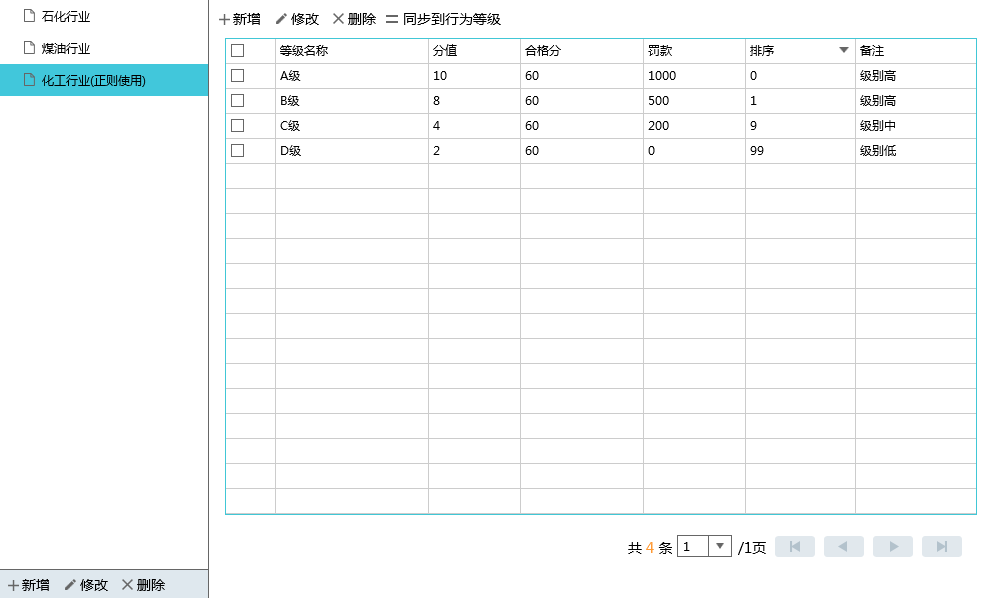 石化行业
煤油行业
化工行业(正则使用)
新增 修改 删除 同步到行为等级
等级名称 分值 合格分 罚款 排序 备注
A级 10 60 1000 0 级别高
B级 8 60 500 1 级别高
C级 4 60 200 9 级别中
D级 2 60 0 99 级别低
共 4 条 1 /1页
新增 修改 删除